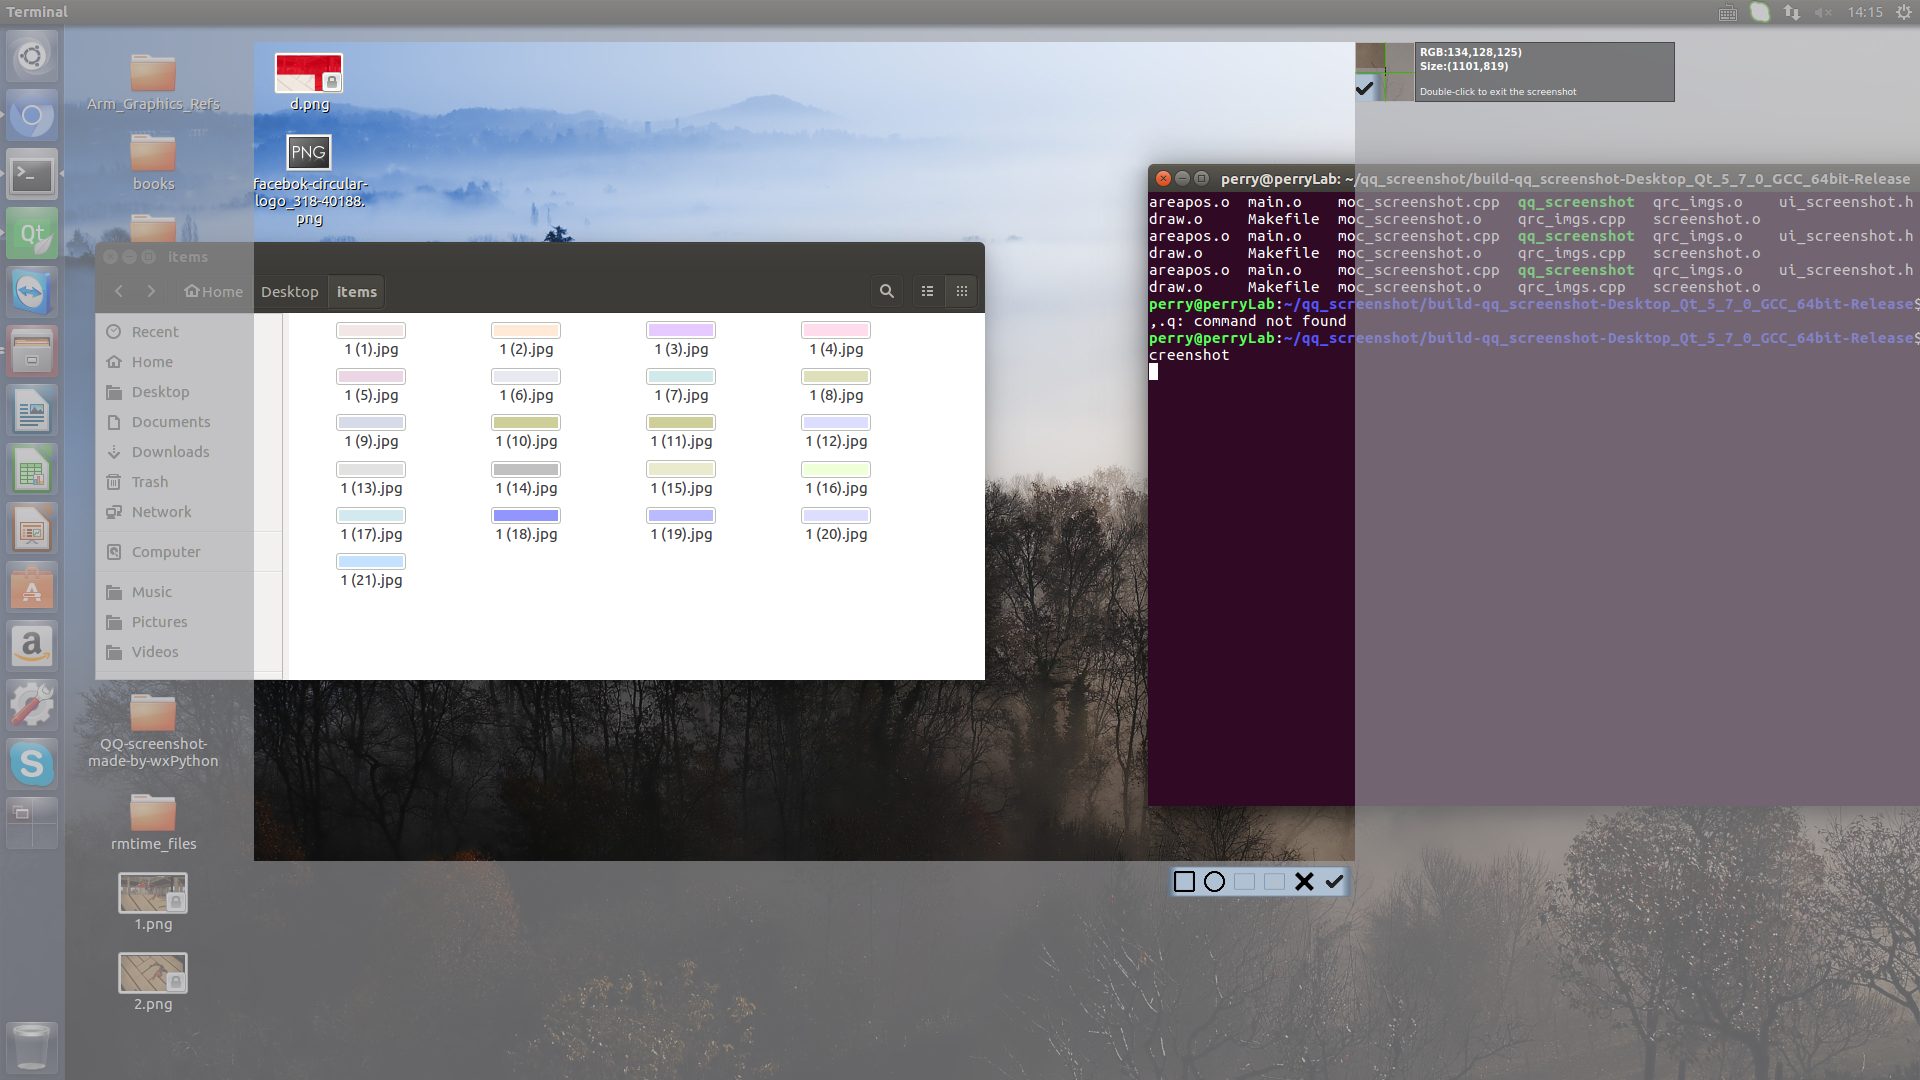 Terminal
14:15
Arm_Graphics_Refs
books
d.png
PNG
facebok-circular-
logo_318-40188.
png
RGB:134,128,125)
Size:(1101,819)
Double-click to exit the screenshot
items
Home
Desktop
items
Recent
Home
Desktop
Documents
Downloads
Trash
Network
Computer
Music
Pictures
Videos
1 (1).jpg
1 (2).jpg
1 (3).jpg
1 (4).jpg
1 (5).jpg
1 (6).jpg
1 (7).jpg
1 (8).jpg
1 (9).jpg
1 (10).jpg
1 (11).jpg
1 (12).jpg
1 (13).jpg
1 (14).jpg
1 (15).jpg
1 (16).jpg
1 (17).jpg
1 (18).jpg
1 (19).jpg
1 (20).jpg
1 (21).jpg
perry@perryLab: ~/qq_screenshot/build-qq_screenshot-Desktop_Qt_5_7_0_GCC_64bit-Release
areapos.o main.o moc_screenshot.cpp qq_screenshot qrc_imgs.o ui_screenshot.h
draw.o Makefile moc_screenshot.o qrc_imgs.cpp screenshot.o
areapos.o main.o moc_screenshot.cpp qq_screenshot qrc_imgs.o ui_screenshot.h
draw.o Makefile moc_screenshot.o qrc_imgs.cpp screenshot.o
areapos.o main.o moc_screenshot.cpp qq_screenshot qrc_imgs.o ui_screenshot.h
draw.o Makefile moc_screenshot.o qrc_imgs.cpp screenshot.o
perry@perryLab:~/qq_screenshot/build-qq_screenshot-Desktop_Qt_5_7_0_GCC_64bit-Release$
,.q: command not found
perry@perryLab:~/qq_screenshot/build-qq_screenshot-Desktop_Qt_5_7_0_GCC_64bit-Release$
creenshot
QQ-screenshot-
made-by-wxPython
rmtime_files
1.png
2.png
Qt
a
S
>_